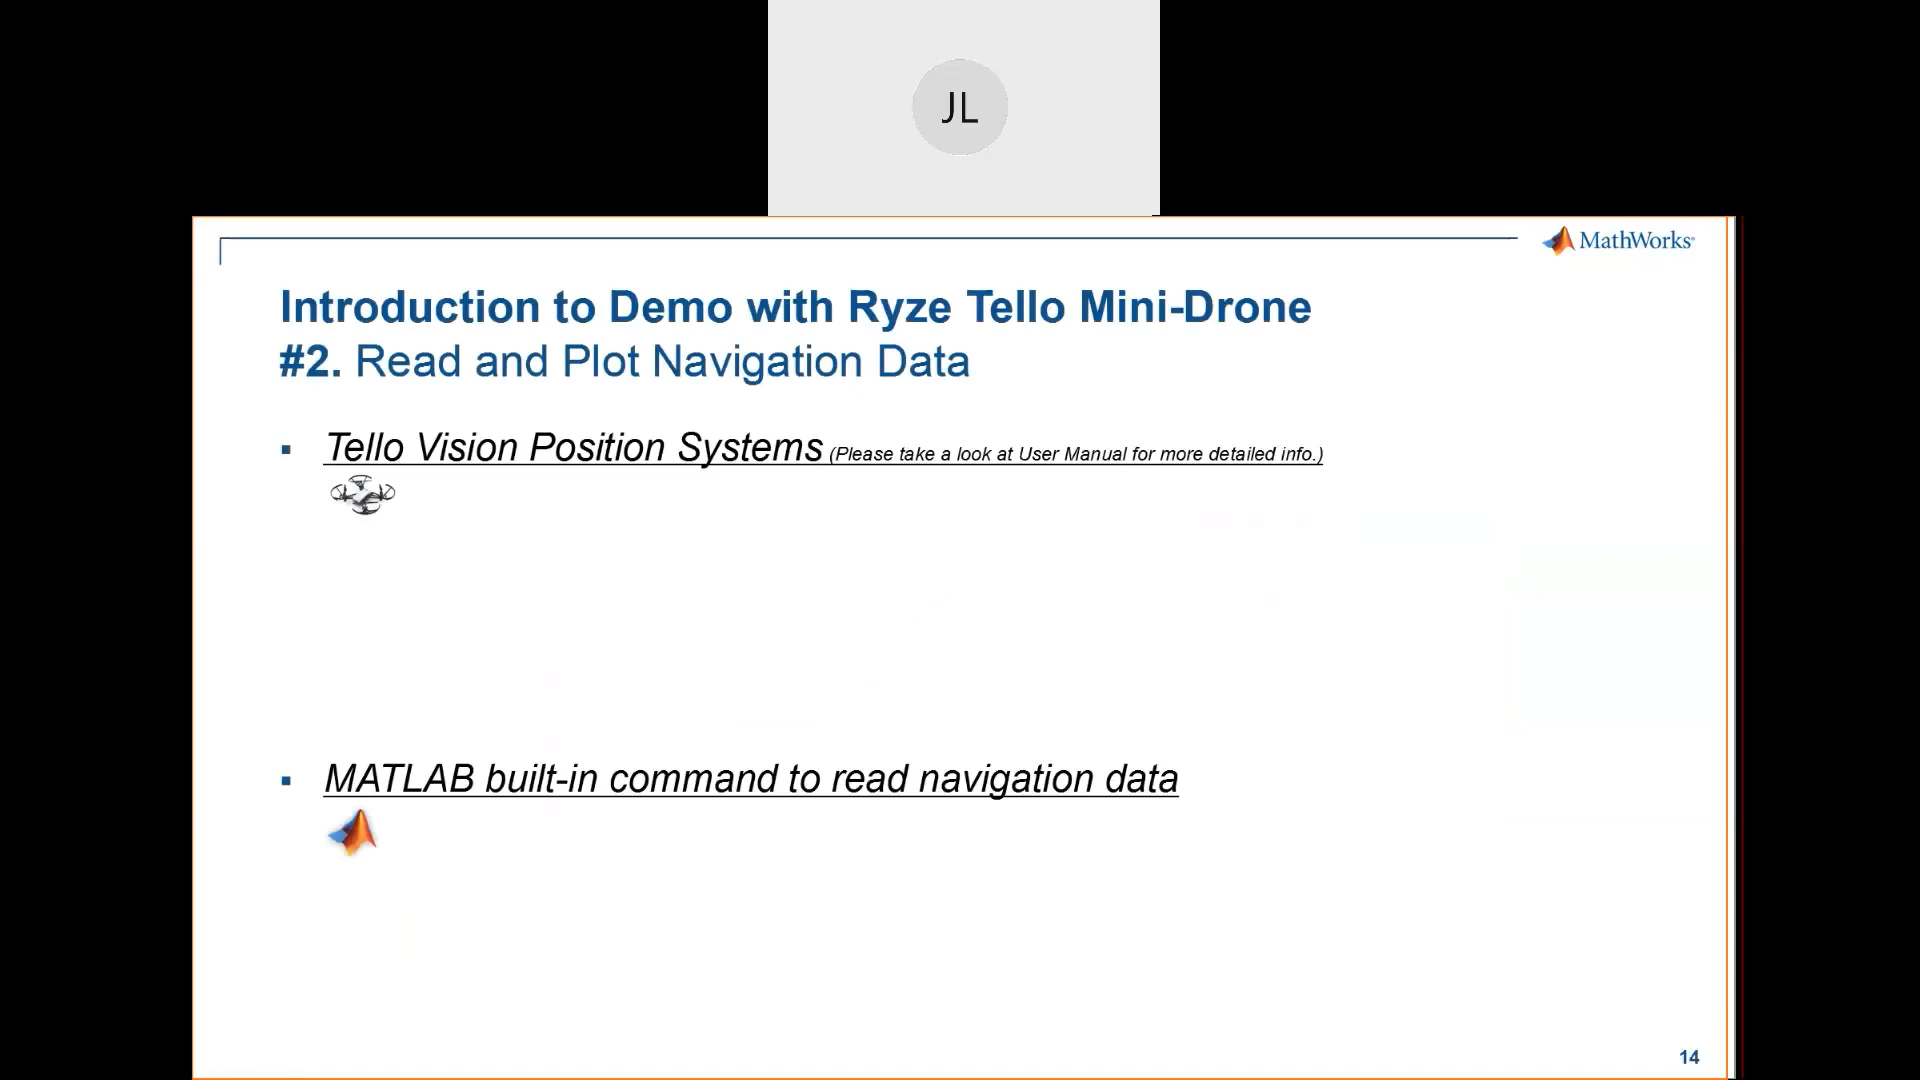 JL
MathWorks
Introduction to Demo with Ryze Tello Mini-Drone
#2. Read and Plot Navigation Data
▪ Tello Vision Position Systems (Please take a look at User Manual for more detailed info.)
▪ MATLAB built-in command to read navigation data
14